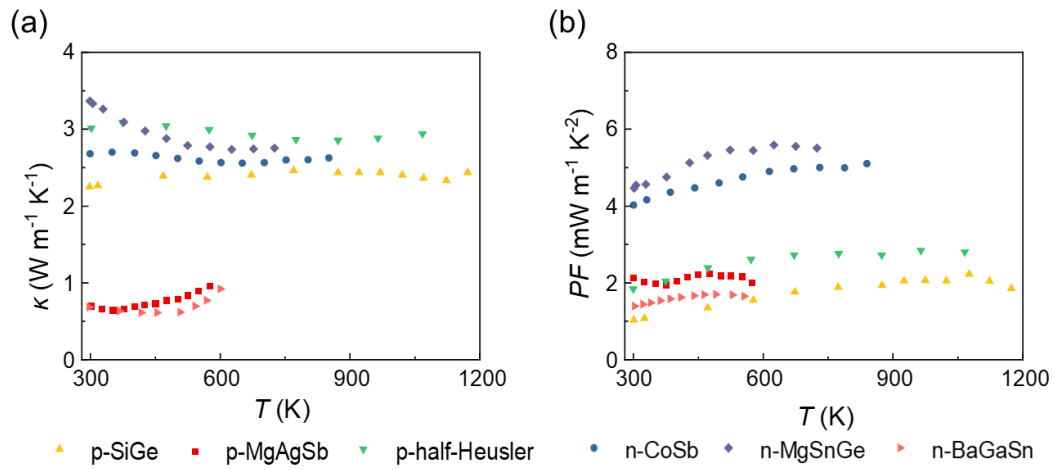 (a)
(b)
4
3
2
1
0
κ (W m⁻¹ K⁻¹)
300
600
900
1200
T (K)
8
6
4
2
0
PF (mW m⁻¹ K⁻²)
300
600
900
1200
T (K)
p-SiGe
p-MgAgSb
p-half-Heusler
n-CoSb
n-MgSnGe
n-BaGaSn